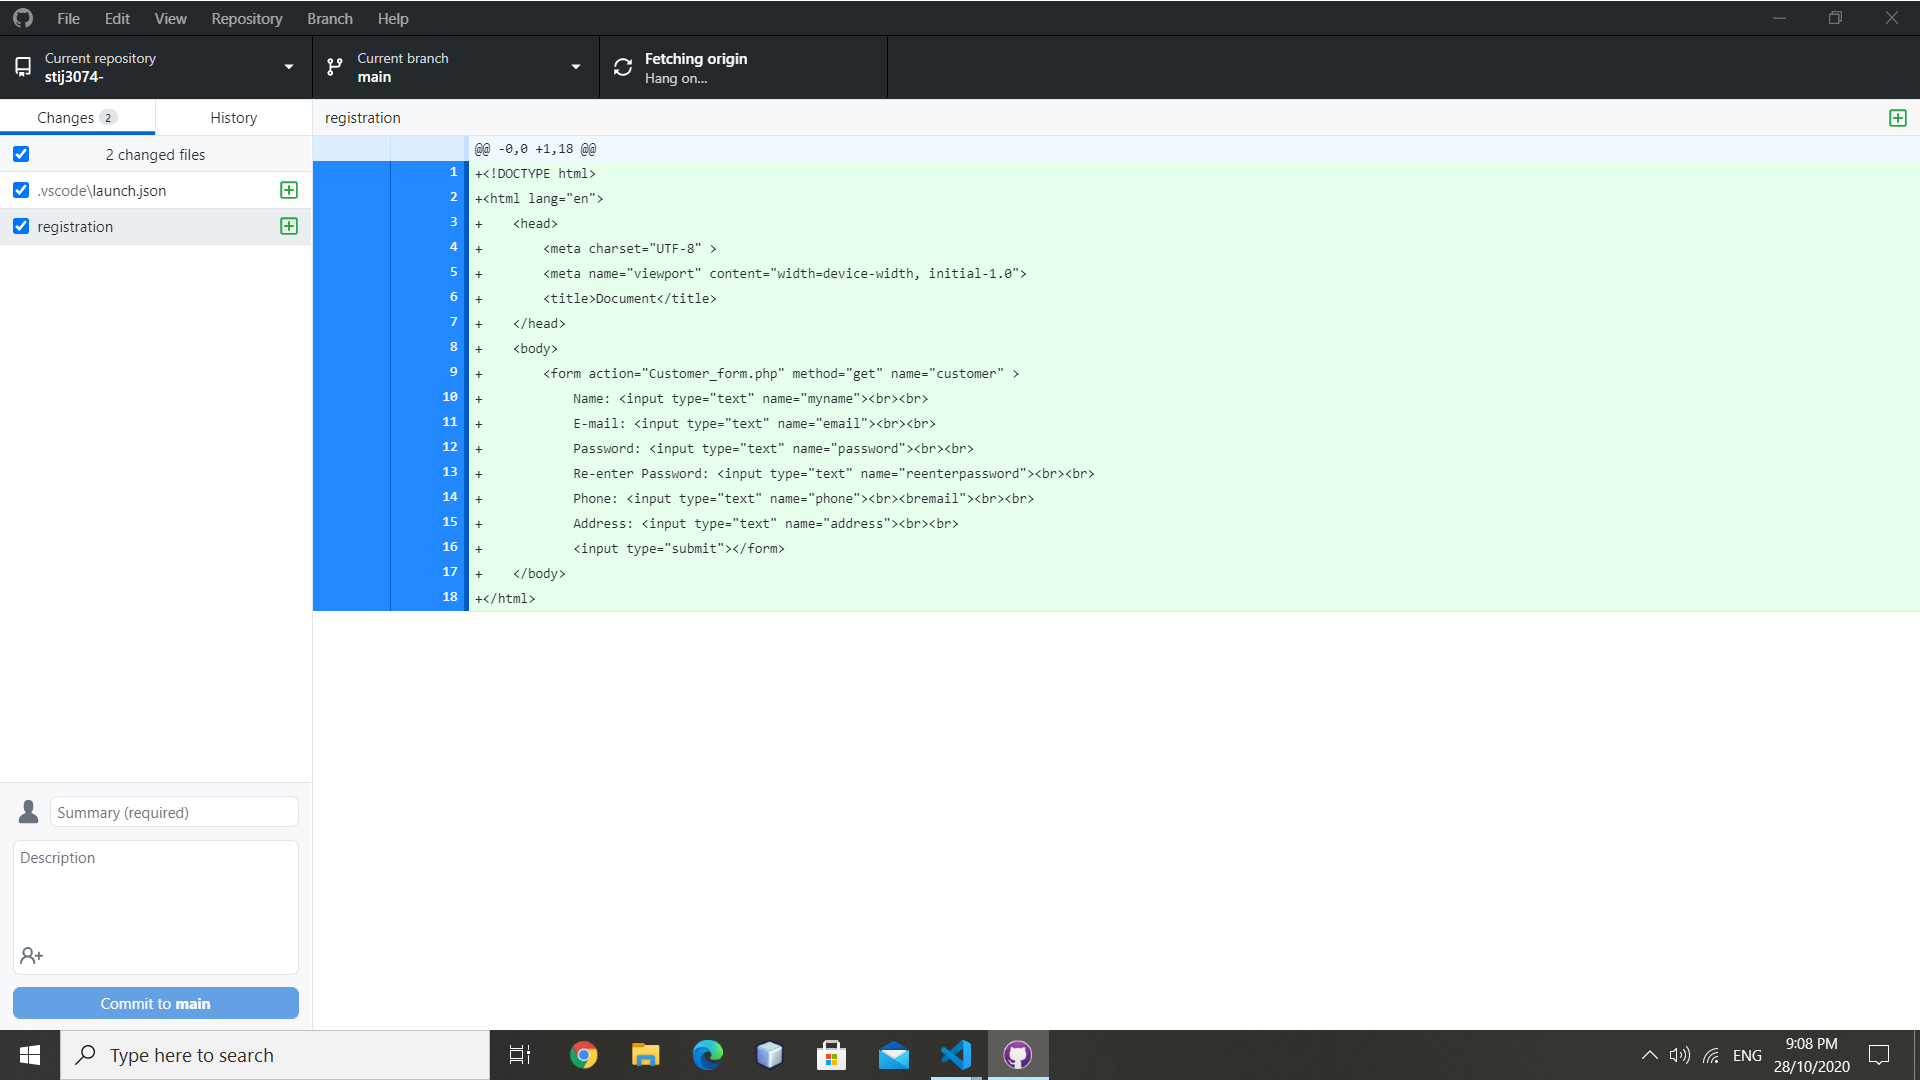 File Edit View Repository Branch Help
Current repository
stij3074-
Current branch
main
Fetching origin
Hang on...
Changes 2
History
2 changed files
.vscode\launch.json
registration
registration
@@ -0,0 +1,18 @@
1 +<!DOCTYPE html>
2 +<html lang="en">
3 +    <head>
4 +        <meta charset="UTF-8" >
5 +        <meta name="viewport" content="width=device-width, initial-1.0">
6 +        <title>Document</title>
7 +    </head>
8 +    <body>
9 +        <form action="Customer_form.php" method="get" name="customer" >
10 +            Name: <input type="text" name="myname"><br><br>
11 +            E-mail: <input type="text" name="email"><br><br>
12 +            Password: <input type="text" name="password"><br><br>
13 +            Re-enter Password: <input type="text" name="reenterpassword"><br><br>
14 +            Phone: <input type="text" name="phone"><br><bremail"><br><br>
15 +            Address: <input type="text" name="address"><br><br>
16 +            <input type="submit"></form>
17 +    </body>
18 +</html>
Summary (required)
Description
Commit to main
Type here to search
ENG
9:08 PM
28/10/2020